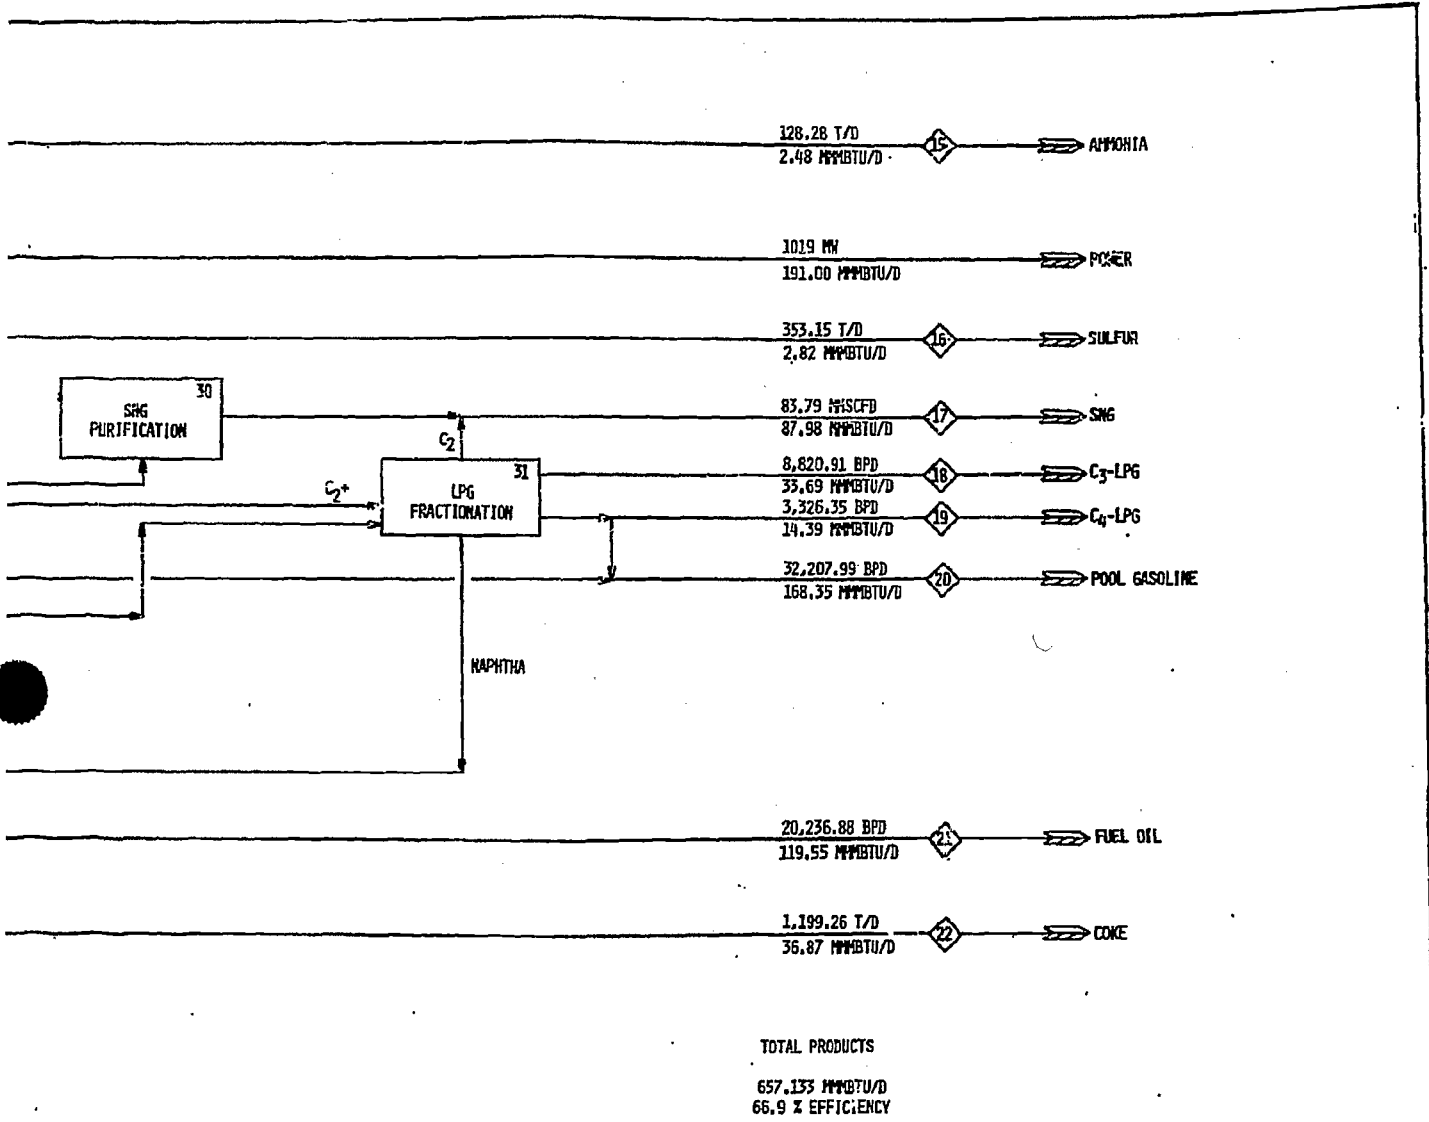 128.28 T/D
2.48 MMMBTU/D
15
AMMONIA
1019 MW
191.00 MMMBTU/D
POWER
353.15 T/D
2.82 MMMBTU/D
16
SULFUR
30
SNG
PURIFICATION
83.79 MMSCFD
87.98 MMMBTU/D
17
SNG
C2
31
LPG
FRACTIONATION
C2+
8,820.91 BPD
33.69 MMMBTU/D
18
C3-LPG
3,326.35 BPD
14.39 MMMBTU/D
19
C4-LPG
32,207.99 BPD
168.35 MMMBTU/D
20
POOL GASOLINE
NAPHTHA
20,236.88 BPD
119.55 MMMBTU/D
21
FUEL OIL
1,199.26 T/D
36.87 MMMBTU/D
22
COKE
TOTAL PRODUCTS
657.133 MMMBTU/D
66.9 % EFFICIENCY